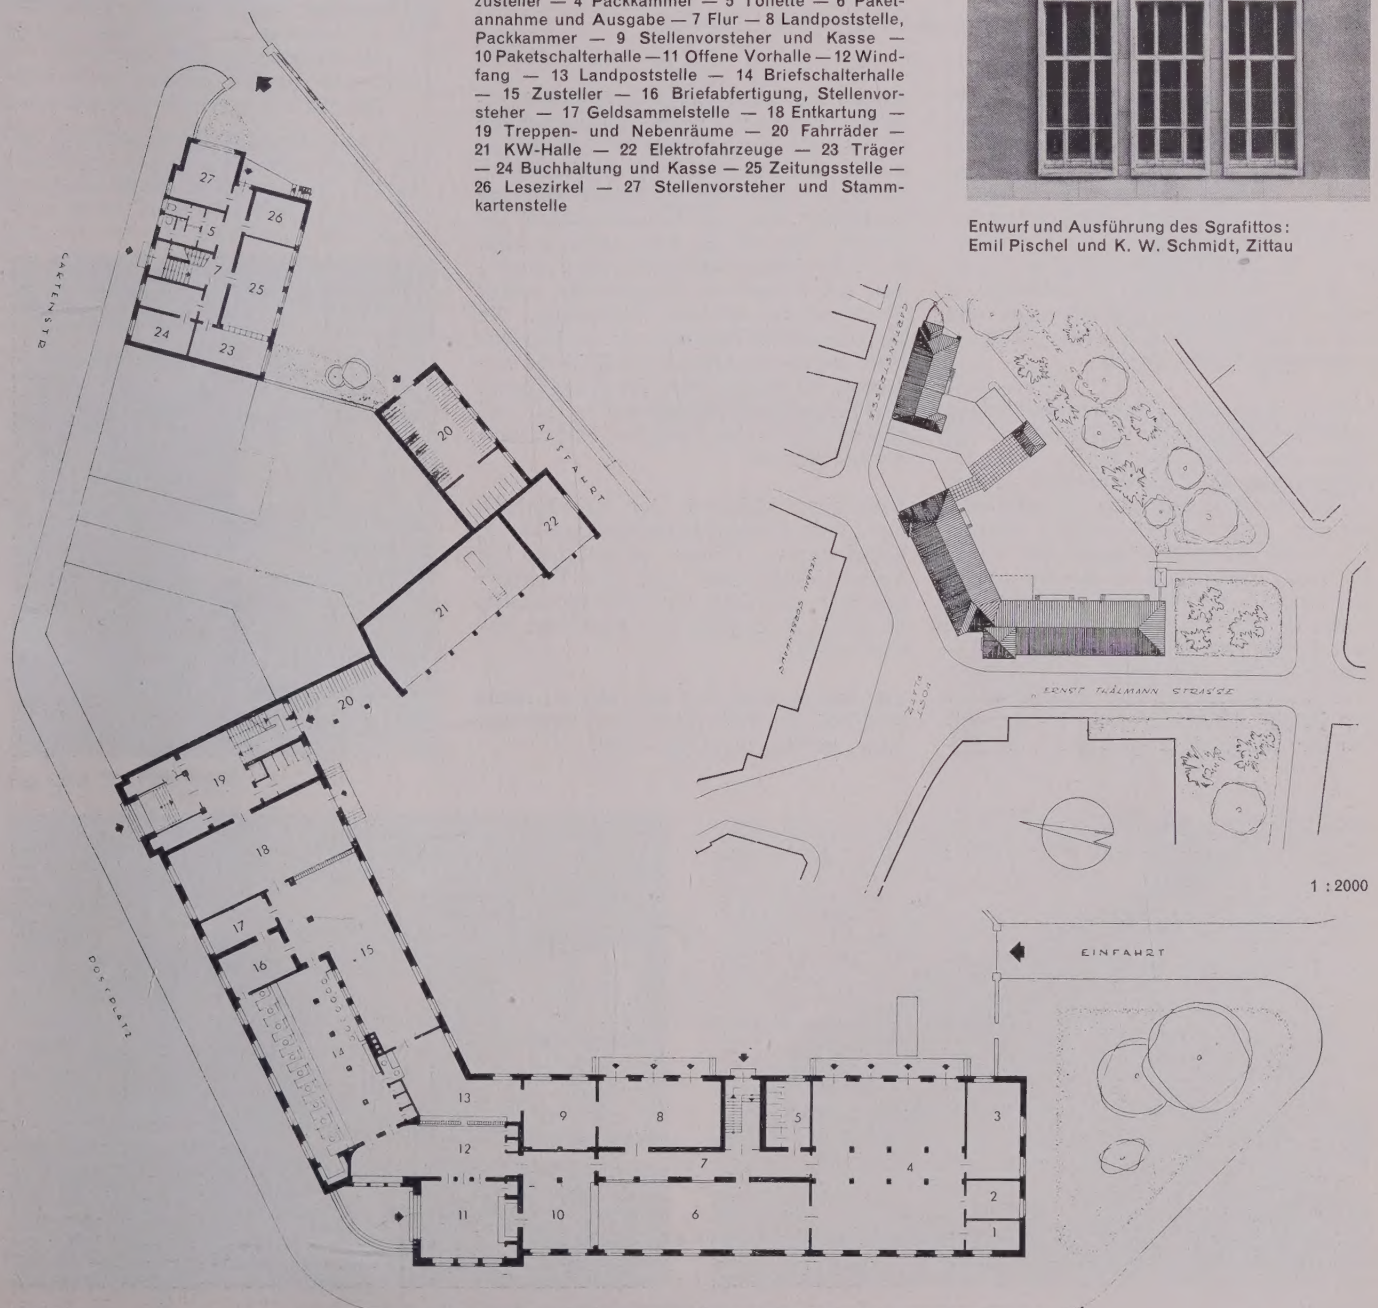 zusteller — 4 Packkammer — 5 Toilette — 6 Paket-
annahme und Ausgabe — 7 Flur — 8 Landpoststelle,
Packkammer — 9 Stellenvorsteher und Kasse —
10 Paketschalterhalle — 11 Offene Vorhalle — 12 Wind-
fang — 13 Landpoststelle — 14 Briefschalterhalle
— 15 Zusteller — 16 Briefabfertigung, Stellenvor-
steher — 17 Geldsammelstelle — 18 Entkartung —
19 Treppen- und Nebenräume — 20 Fahrräder —
21 KW-Halle — 22 Elektrofahrzeuge — 23 Träger
— 24 Buchhaltung und Kasse — 25 Zeitungsstelle —
26 Lesezirkel — 27 Stellenvorsteher und Stamm-
kartenstelle
Entwurf und Ausführung des Sgrafittos:
Emil Pischel und K. W. Schmidt, Zittau
GARTENSTR
27
26
5
7
25
24
23
20
AUSFAHRT
22
21
20
19
18
17
16
15
14
POSTPLATZ
13
12
11
10
9
8
7
6
5
4
3
2
1
GARTENSTRASSE
POST
PLATZ
ERNST THÄLMANN STRASSE
1 : 2000
EINFAHRT